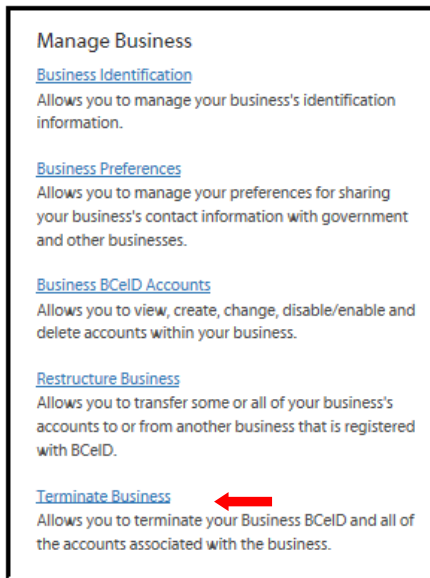 Manage Business
Business Identification
Allows you to manage your business's identification
information.
Business Preferences
Allows you to manage your preferences for sharing
your business's contact information with government
and other businesses.
Business BCeID Accounts
Allows you to view, create, change, disable/enable and
delete accounts within your business.
Restructure Business
Allows you to transfer some or all of your business's
accounts to or from another business that is registered
with BCeID.
Terminate Business
Allows you to terminate your Business BCeID and all of
the accounts associated with the business.